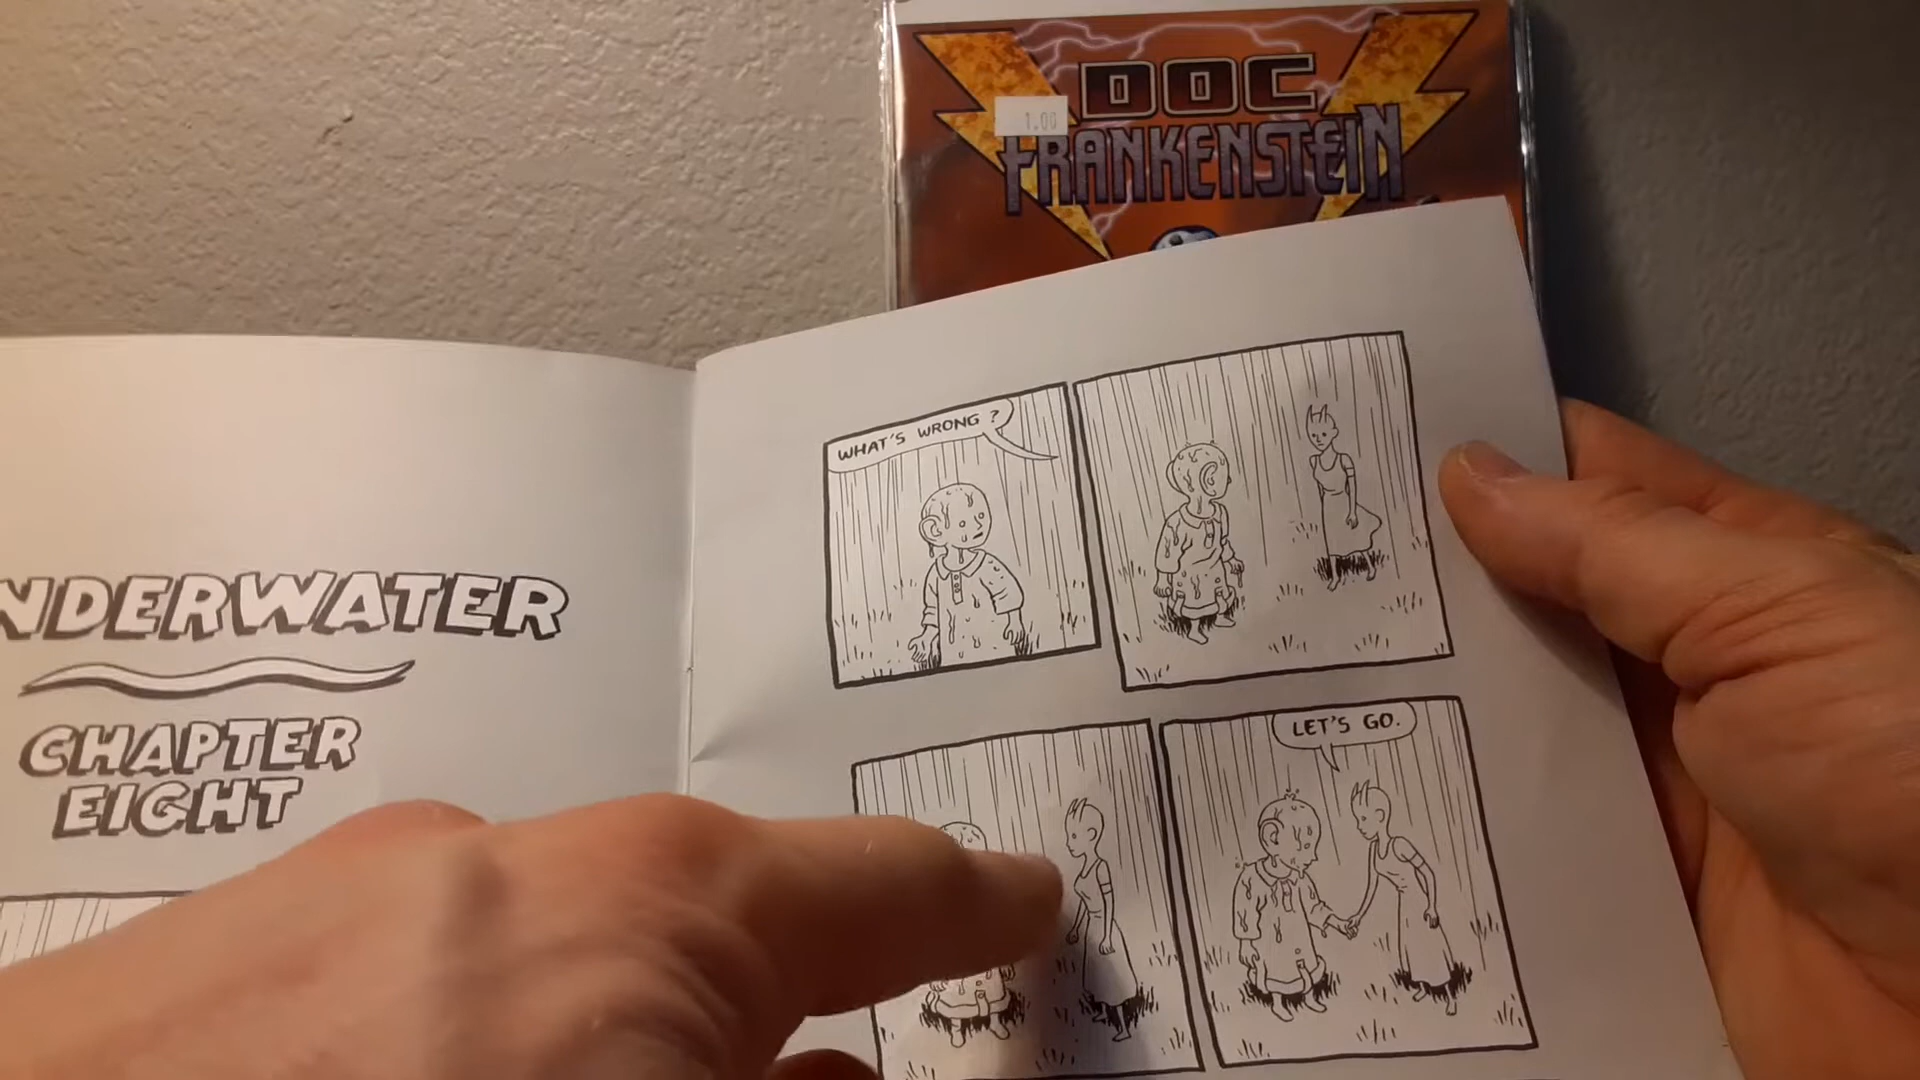 DOC
1.00
FRANKENSTEIN
NDERWATER
CHAPTER
EIGHT
WHAT'S WRONG?
LET'S GO.